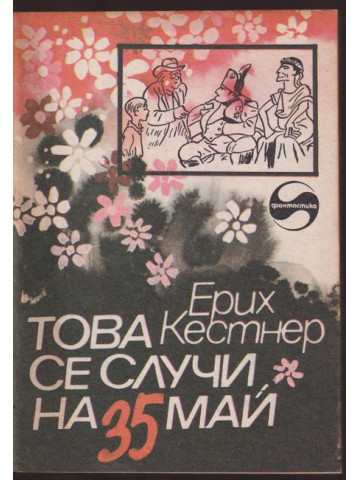 фантастика
Ерих
Кестнер
ТОВА
СЕ СЛУЧИ
НА 35 МАЙ